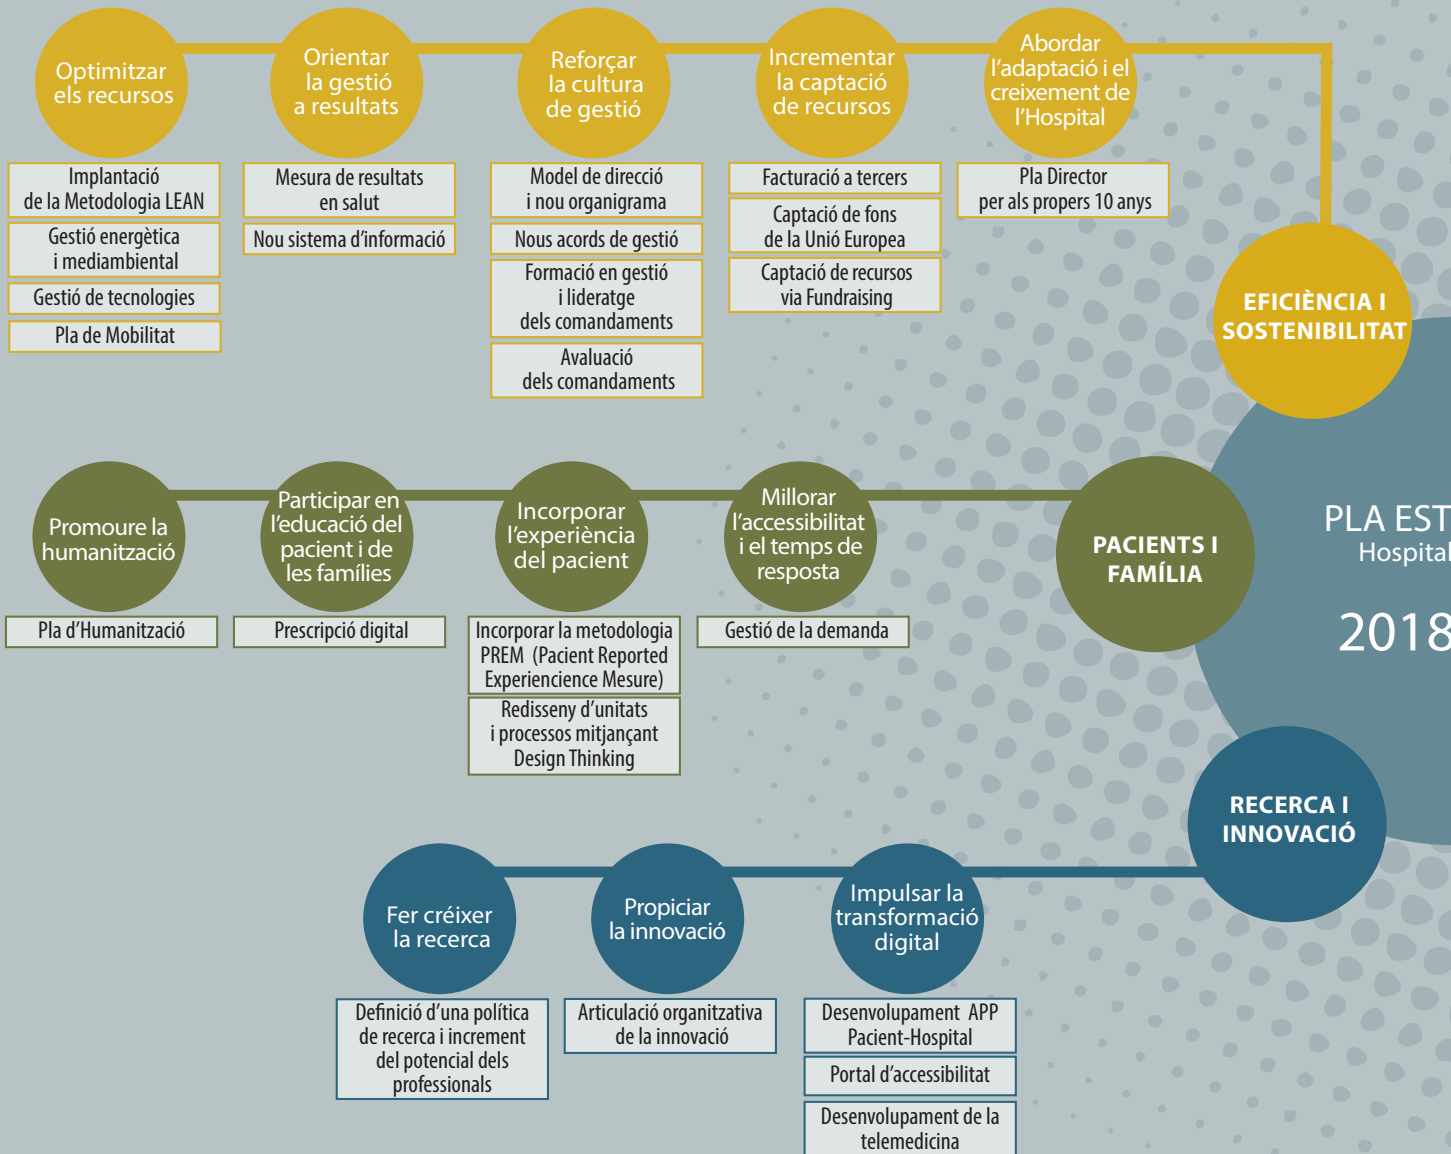 Optimitzar
els recursos
Implantació
de la Metodologia LEAN
Gestió energètica
i mediambiental
Gestió de tecnologies
Pla de Mobilitat
Orientar
la gestió
a resultats
Mesura de resultats
en salut
Nou sistema d'informació
Reforçar
la cultura
de gestió
Model de direcció
i nou organigrama
Nous acords de gestió
Formació en gestió
i lideratge
dels comandaments
Avaluació
dels comandaments
Incrementar
la captació
de recursos
Facturació a tercers
Captació de fons
de la Unió Europea
Captació de recursos
via Fundraising
Abordar
l'adaptació i el
creixement de
l'Hospital
Pla Director
per als propers 10 anys
EFICIÈNCIA I
SOSTENIBILITAT
Promoure la
humanització
Pla d'Humanització
Participar en
l'educació del
pacient i de
les famílies
Prescripció digital
Incorporar
l'experiència
del pacient
Incorporar la metodologia
PREM (Pacient Reported
Experiencience Mesure)
Redisseny d'unitats
i processos mitjançant
Design Thinking
Millorar
l'accessibilitat
i el temps de
resposta
Gestió de la demanda
PACIENTS I
FAMÍLIA
PLA EST
Hospital
2018
Fer créixer
la recerca
Definició d'una política
de recerca i increment
del potencial dels
professionals
Propiciar
la innovació
Articulació organitzativa
de la innovació
Impulsar la
transformació
digital
Desenvolupament APP
Pacient-Hospital
Portal d'accessibilitat
Desenvolupament de la
telemedicina
RECERCA I
INNOVACIÓ